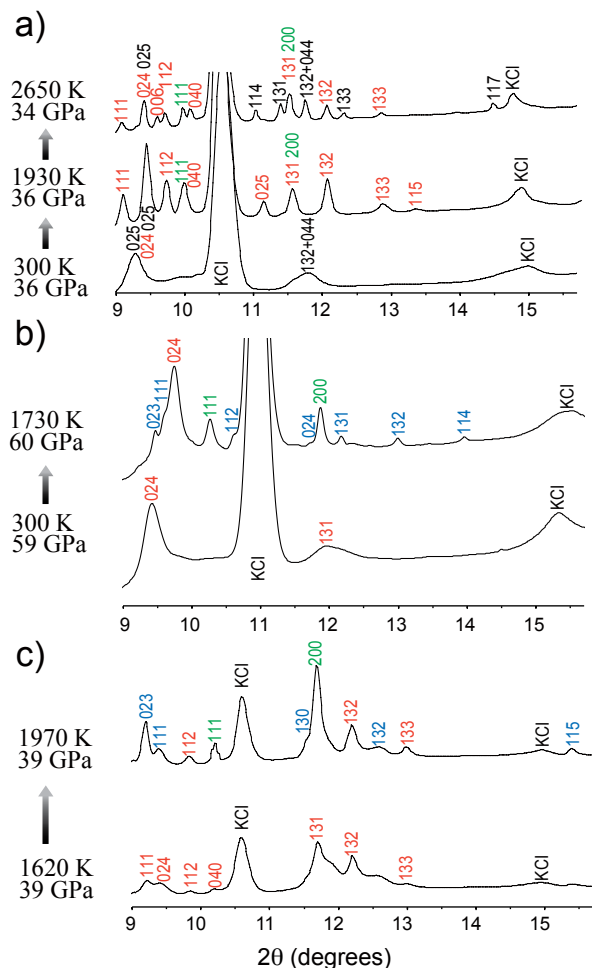 a)
2650 K
34 GPa
111
024
025
006
112
111
040
114
131
131
200
132+044
132
133
133
117
KCl
1930 K
36 GPa
111
025
024
112
111
040
025
131
200
132
133
115
KCl
300 K
36 GPa
025
KCl
132+044
KCl
9 10 11 12 13 14 15
b)
1730 K
60 GPa
023
111
024
111
112
024
200
131
132
114
KCl
300 K
59 GPa
024
KCl
131
KCl
9 10 11 12 13 14 15
c)
1970 K
39 GPa
023
111
112
111
KCl
130
200
132
132
133
KCl
115
1620 K
39 GPa
111
024
112
040
KCl
131
132
133
KCl
9 10 11 12 13 14 15
2θ (degrees)